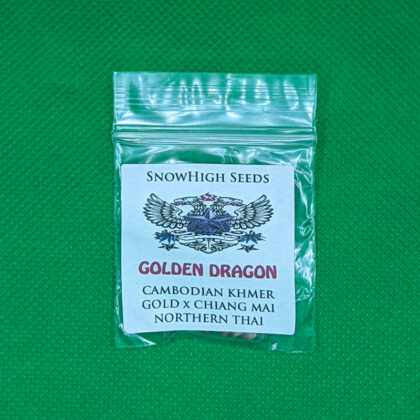 SNOWHIGH SEEDS
GOLDEN DRAGON
CAMBODIAN KHMER
GOLD X CHIANG MAI
NORTHERN THAI